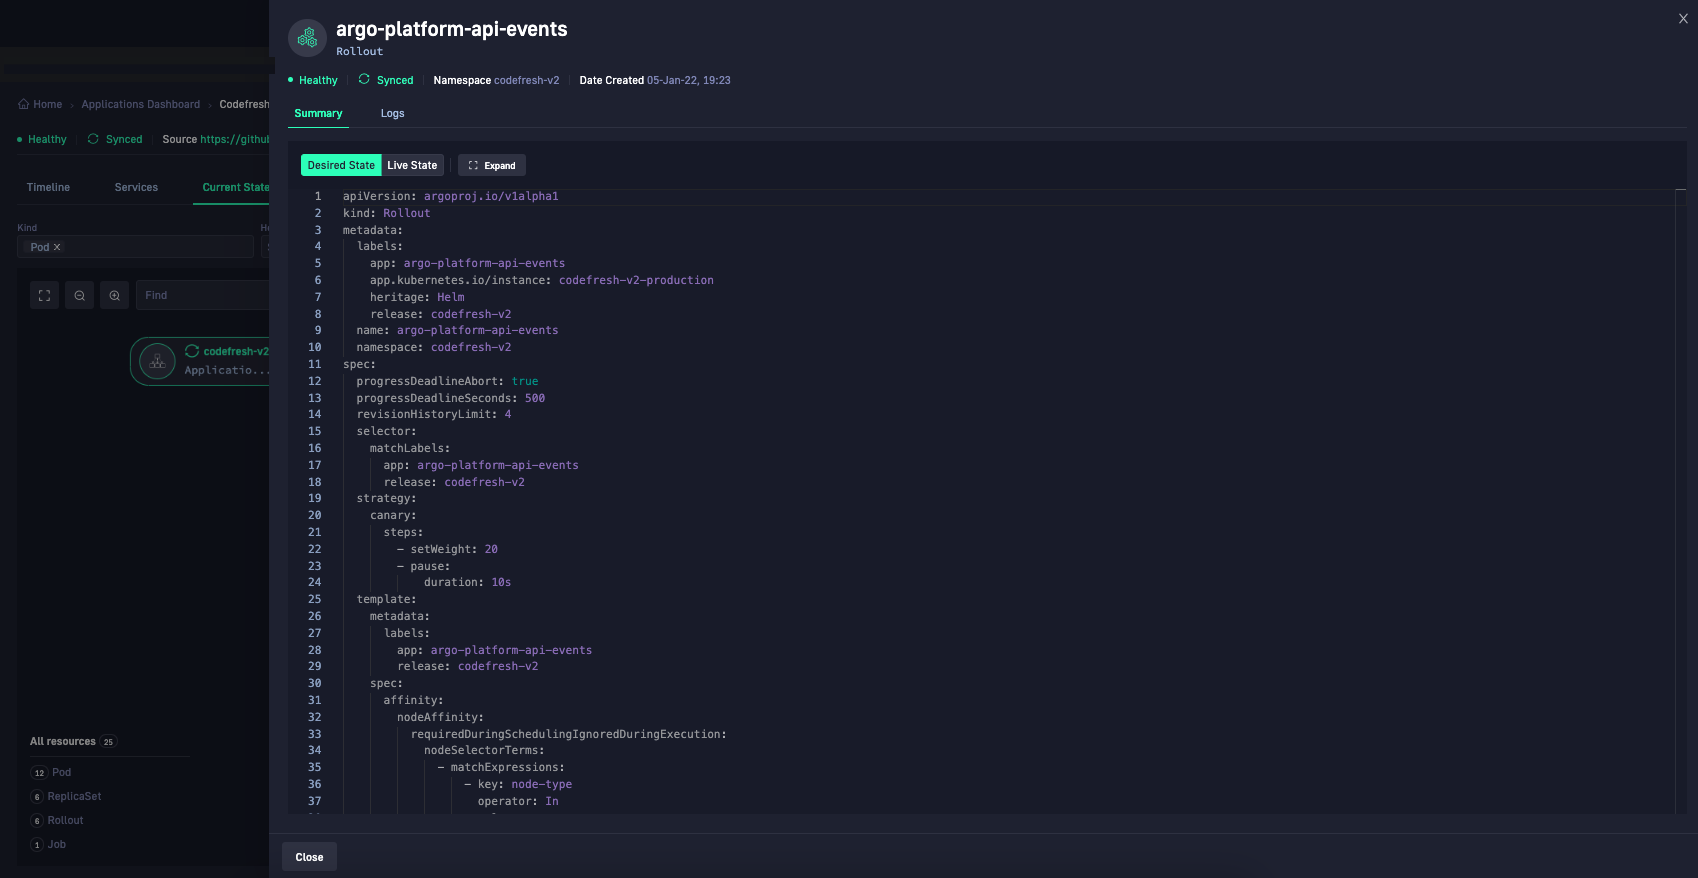 argo-platform-api-events
Rollout
Healthy Synced Namespace codefresh-v2 Date Created 05-Jan-22, 19:23
Summary Logs
Desired State Live State Expand
1 apiVersion: argoproj.io/v1alpha1
2 kind: Rollout
3 metadata:
4 labels:
5 app: argo-platform-api-events
6 app.kubernetes.io/instance: codefresh-v2-production
7 heritage: Helm
8 release: codefresh-v2
9 name: argo-platform-api-events
10 namespace: codefresh-v2
11 spec:
12 progressDeadlineAbort: true
13 progressDeadlineSeconds: 500
14 revisionHistoryLimit: 4
15 selector:
16 matchLabels:
17 app: argo-platform-api-events
18 release: codefresh-v2
19 strategy:
20 canary:
21 steps:
22 - setWeight: 20
23 - pause:
24 duration: 10s
25 template:
26 metadata:
27 labels:
28 app: argo-platform-api-events
29 release: codefresh-v2
30 spec:
31 affinity:
32 nodeAffinity:
33 requiredDuringSchedulingIgnoredDuringExecution:
34 nodeSelectorTerms:
35 - matchExpressions:
36 - key: node-type
37 operator: In
Close
Home > Applications Dashboard > Codefresh
Healthy Synced Source https://githu
Timeline Services Current State
Kind
Pod X
Find
codefresh-v2
Applicatio...
All resources 25
12 Pod
6 ReplicaSet
6 Rollout
1 Job